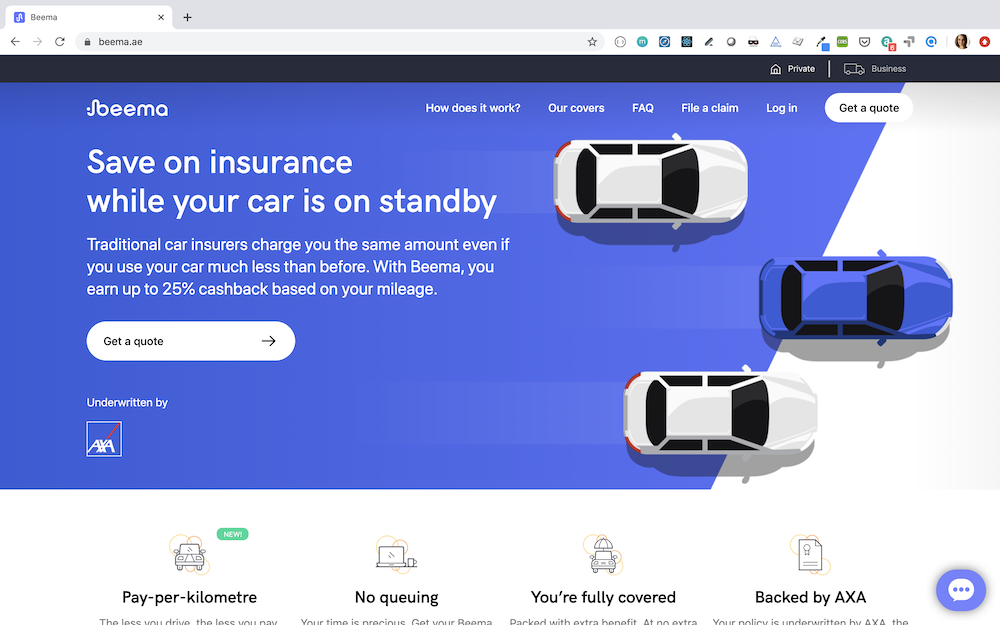 Beema
beema.ae
Private
Business
beema
How does it work?
Our covers
FAQ
File a claim
Log in
Get a quote
Save on insurance
while your car is on standby
Traditional car insurers charge you the same amount even if
you use your car much less than before. With Beema, you
earn up to 25% cashback based on your mileage.
Get a quote
Underwritten by
AXA
NEW!
Pay-per-kilometre
No queuing
You’re fully covered
Backed by AXA
The less you drive, the less you pay
Your time is precious. Get your Beema
Packed with extra benefit. At no extra
Your policy is underwritten by AXA, the